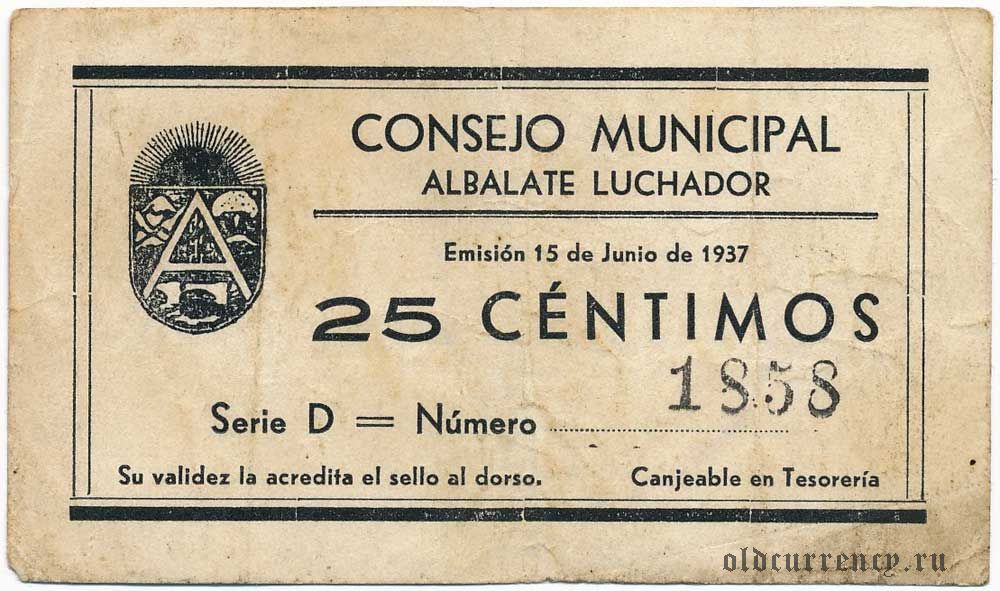 CONSEJO MUNICIPAL
ALBALATE LUCHADOR
Emisión 15 de Junio de 1937
25 CÉNTIMOS
1858
Serie D = Número
Su validez la acredita el sello al dorso. Canjeable en Tesorería
A
oldcurrency.ru